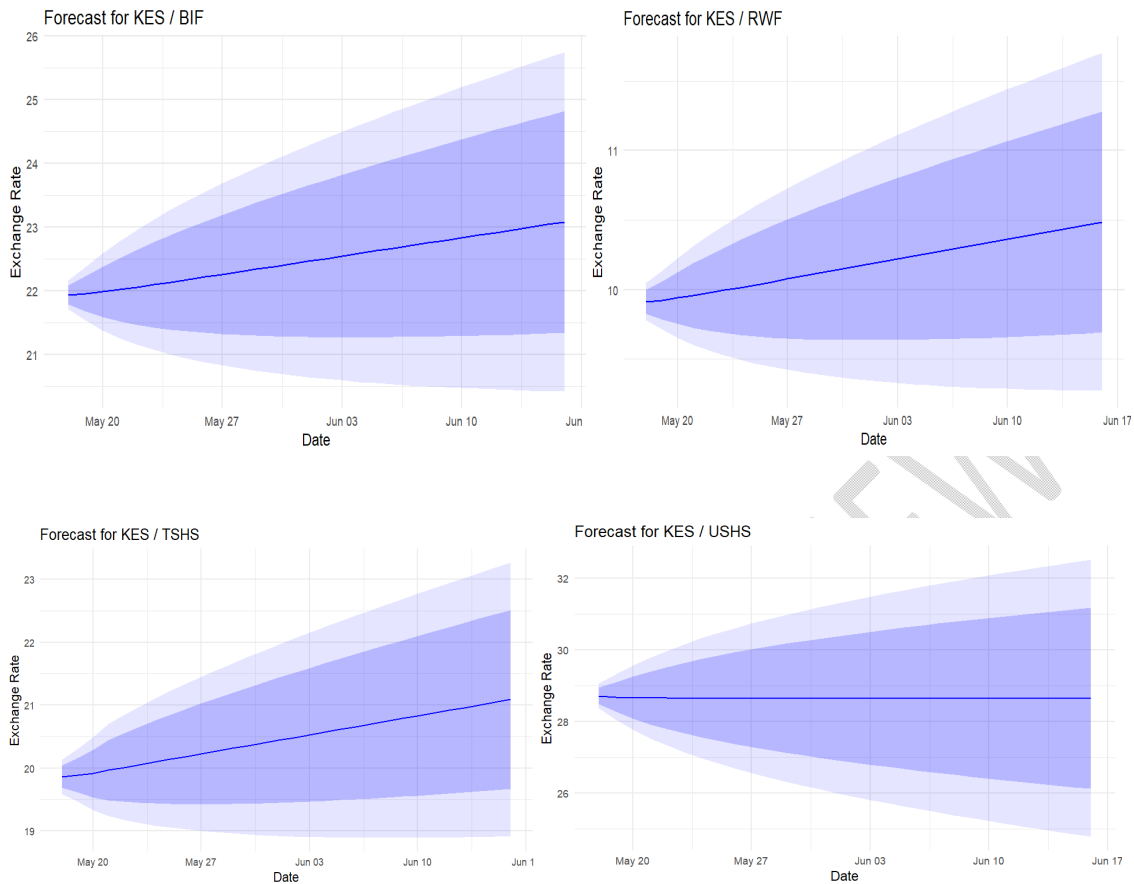 Forecast for KES / BIF
Exchange Rate
26
25
24
23
22
21
May 20 May 27 Jun 03 Jun 10 Jun
Date
Forecast for KES / RWF
Exchange Rate
11
10
May 20 May 27 Jun 03 Jun 10 Jun 17
Date
Forecast for KES / TSHS
Exchange Rate
23
22
21
20
19
May 20 May 27 Jun 03 Jun 10 Jun 1
Date
Forecast for KES / USHS
Exchange Rate
32
30
28
26
May 20 May 27 Jun 03 Jun 10 Jun 17
Date